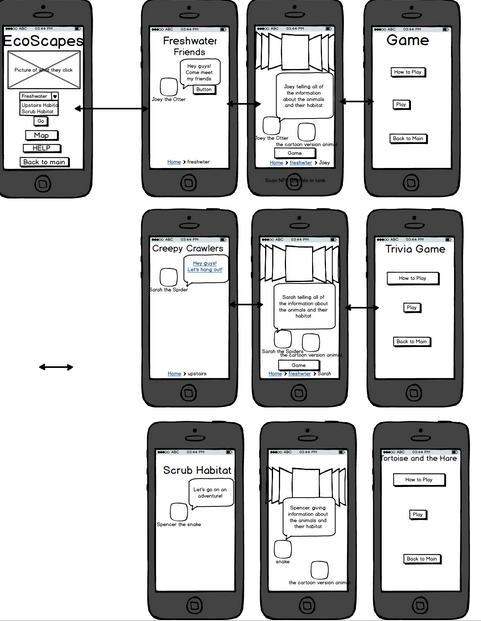 ●●●○○ ABC 03:44 PM
EcoScapes
Picture of what they click
Freshwater
Upstairs Habita
Scrub Habitat
Go
Map
HELP
Back to main
●●●○○ ABC 03:44 PM
Freshwater
Friends
Hey guys!
Come meet
my friends
Button
Joey the Otter
Home > freshwter
●●●○○ ABC 03:44 PM
Joey telling all of
the information
about the animals
and their habitat
Joey the Otter
the cartoon version animal
Game
Home > freshwter > Joey
●●●○○ ABC 03:44 PM
Game
How to Play
Play
Back to Main
●●●○○ ABC 03:44 PM
Creepy Crawlers
Hey guys!
Let's hang out!
Sarah the Spider
Home > upstairs
●●●○○ ABC 03:44 PM
Sarah telling all of
the information
about the animals
and their
habitat
Sarah the Spiders
the cartoon version animal
Game
Home > freshwter > Sarah
●●●○○ ABC 03:44 PM
Trivia Game
How to Play
Play
Back to Main
●●●○○ ABC 03:44 PM
Scrub Habitat
Let's go on an
adventure!
Spencer the snake
●●●○○ ABC 03:44 PM
Spencer giving
information about
the animals and
their habitat
snake
the cartoon version animal
●●●○○ ABC 03:44 PM
Tortoise and the Hare
How to Play
Play
Back to Main